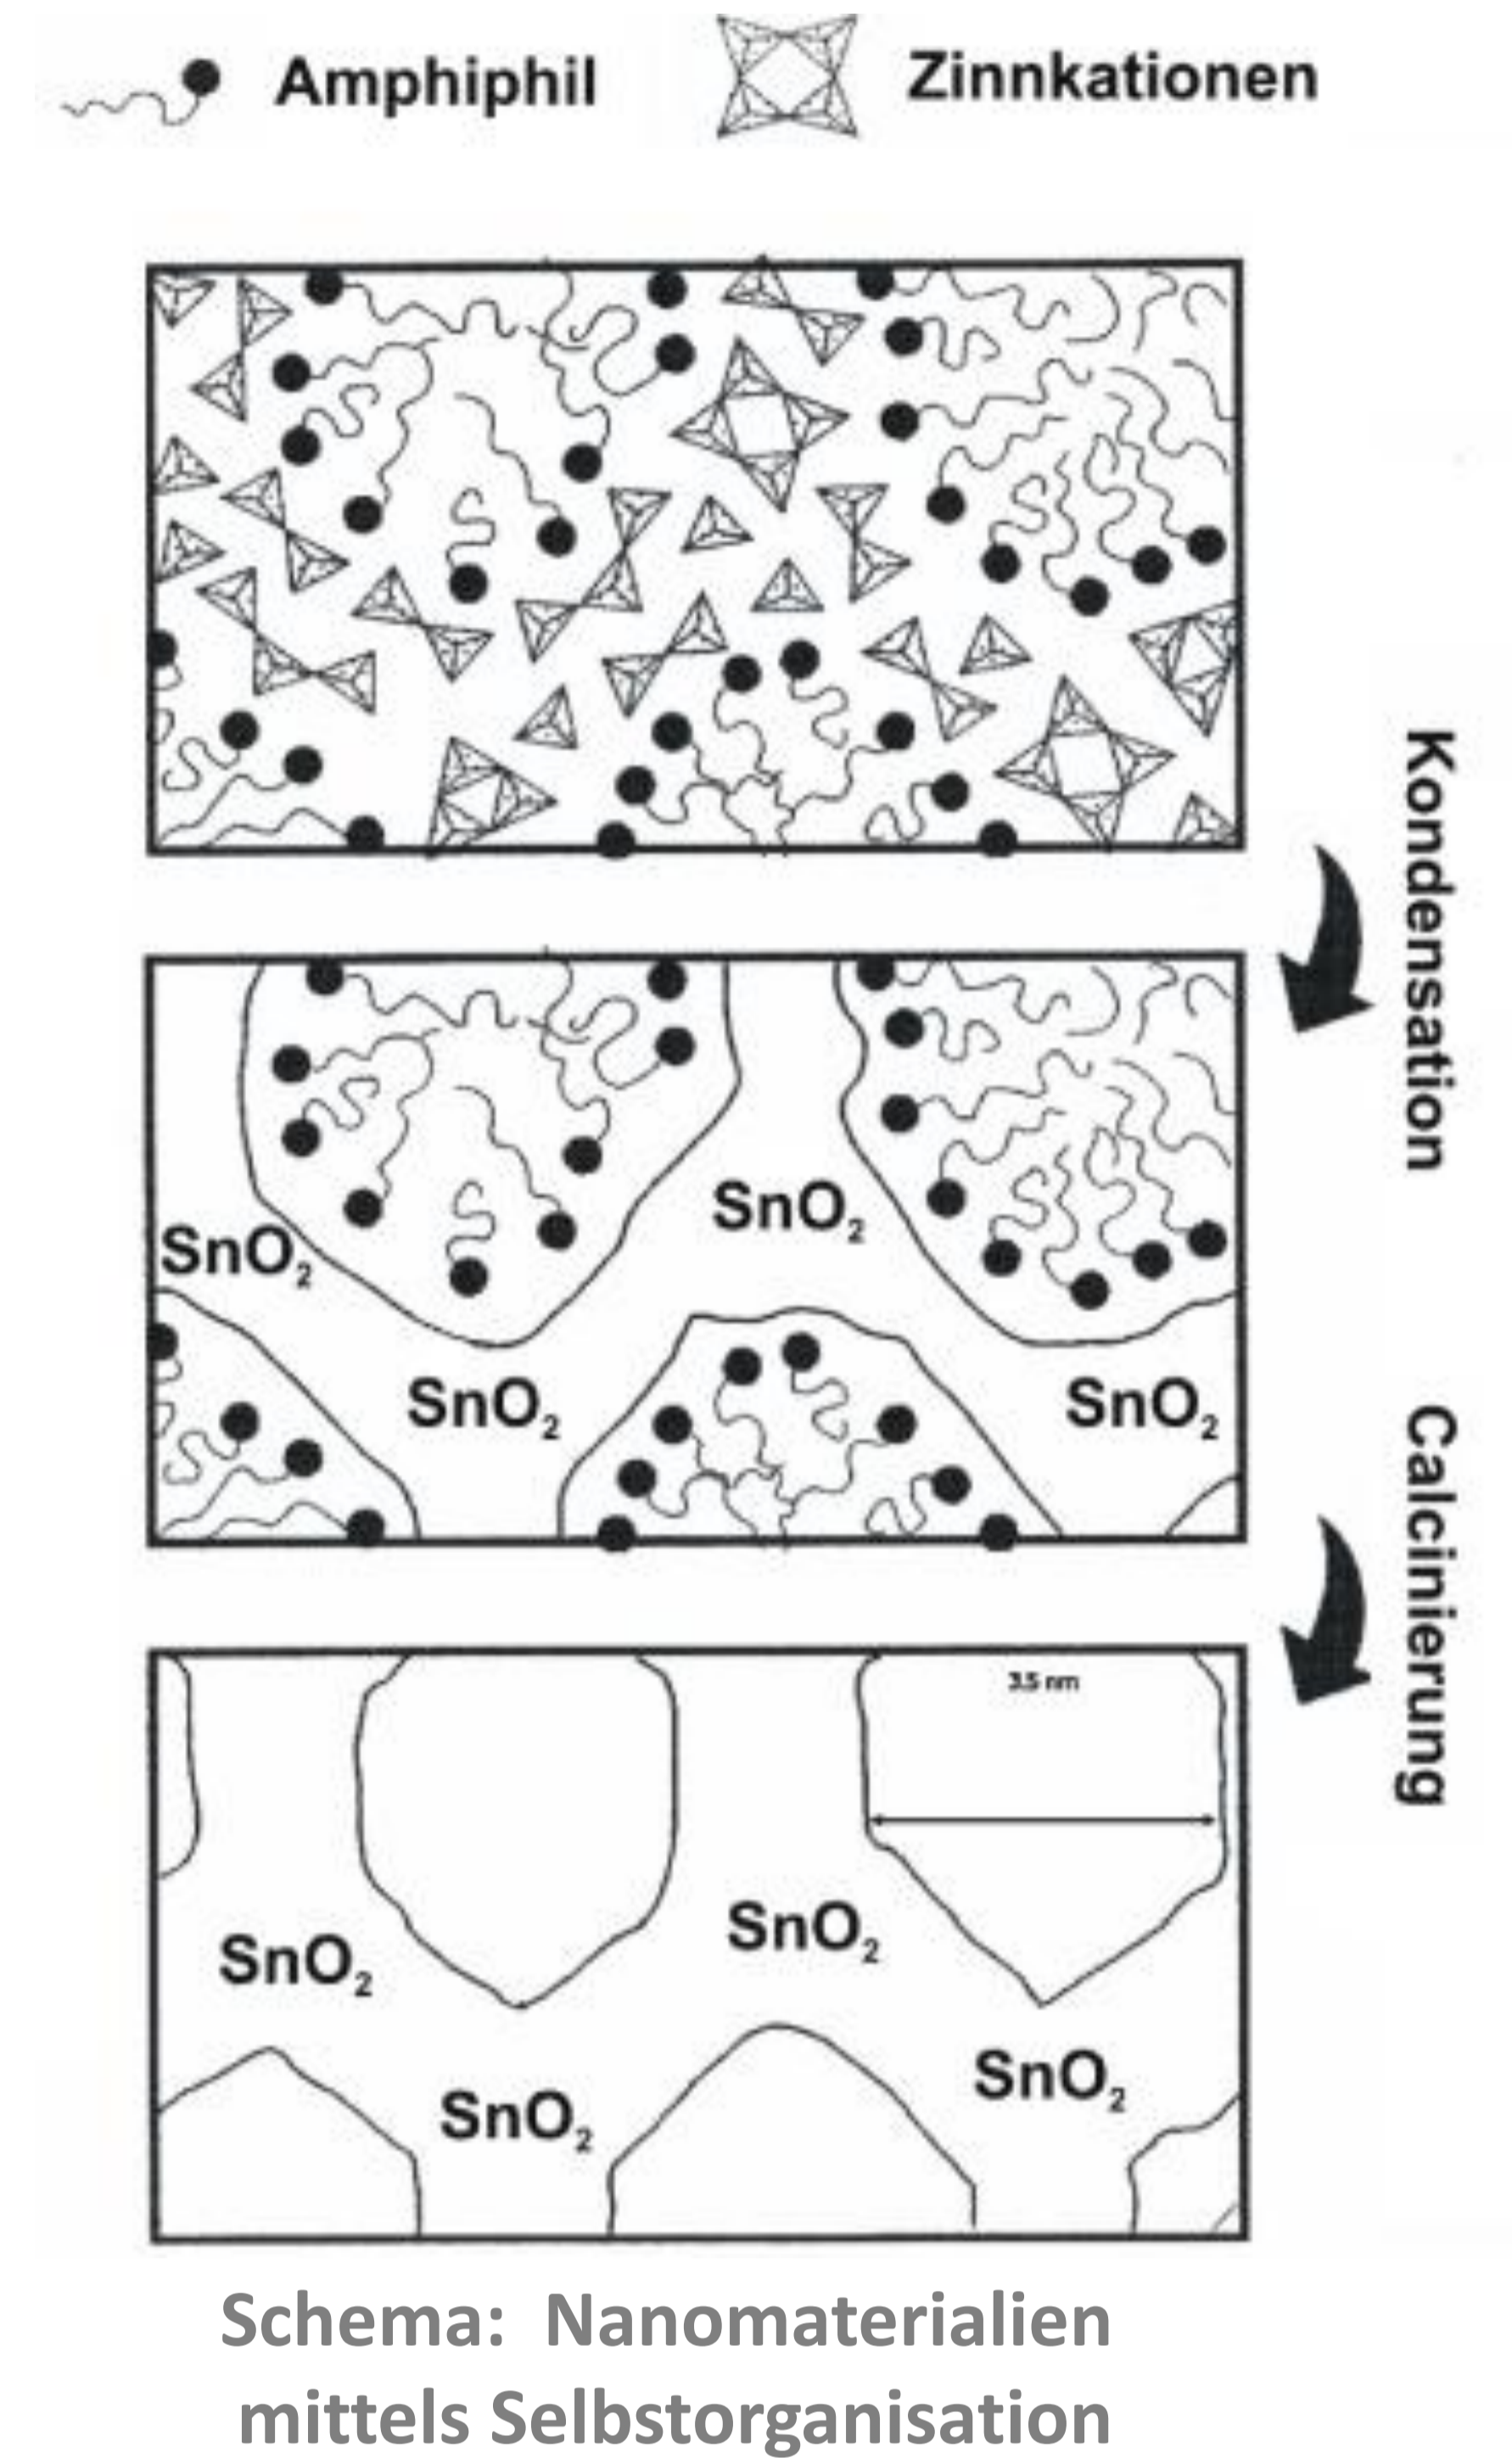 Amphiphil
Zinnkationen
Kondensation
SnO₂
SnO₂
SnO₂
SnO₂
Calcinierung
3.5 nm
SnO₂
SnO₂
SnO₂
SnO₂
Schema: Nanomaterialien
mittels Selbstorganisation